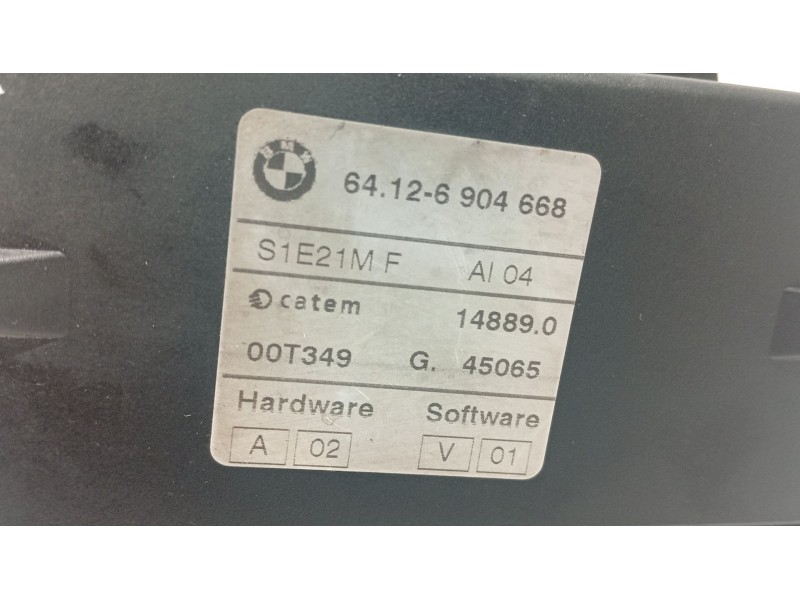 BMW
64.12-6 904 668
S1E21M F AI 04
catem 14889.0
00T349 G. 45065
Hardware Software
A 02 V 01